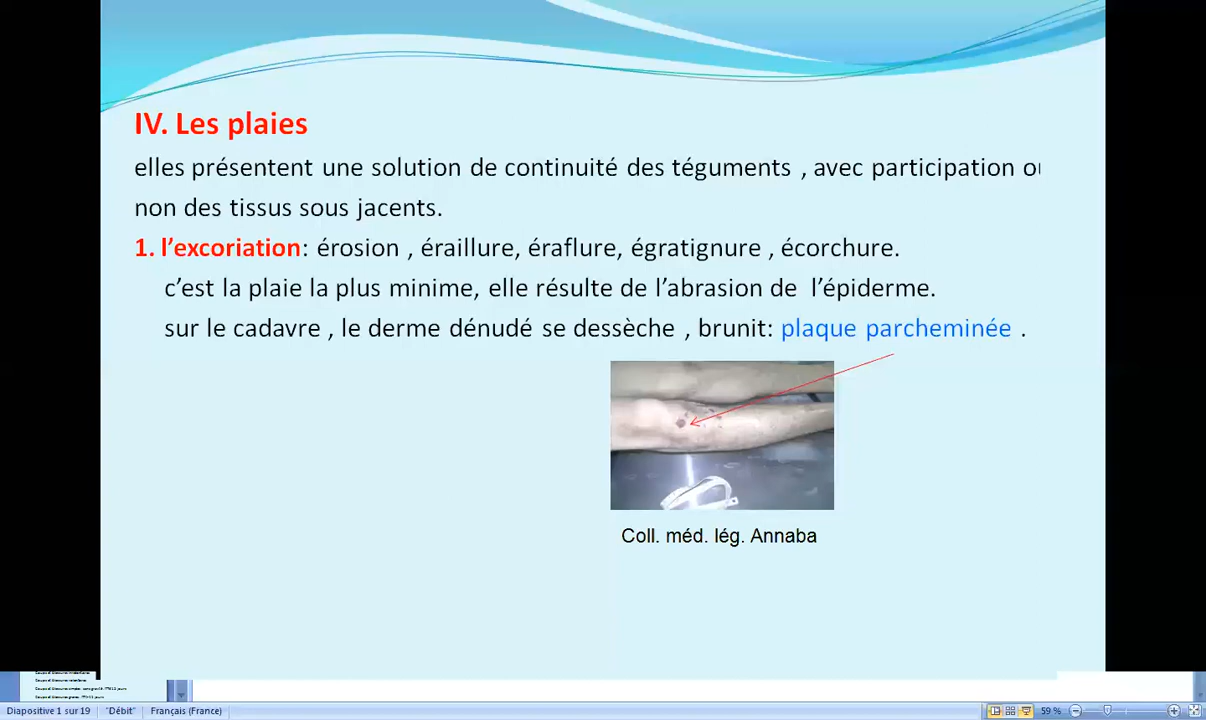 IV. Les plaies
elles présentent une solution de continuité des téguments , avec participation
non des tissus sous jacents.
1. l’excoriation: érosion , éraillure, éraflure, égratignure , écorchure.
c’est la plaie la plus minime, elle résulte de l’abrasion de l’épiderme.
sur le cadavre , le derme dénudé se dessèche , brunit: plaque parcheminée .
Coll. méd. lég. Annaba
Diapositive 1 sur 19 "Débit" Français (France) 59 %